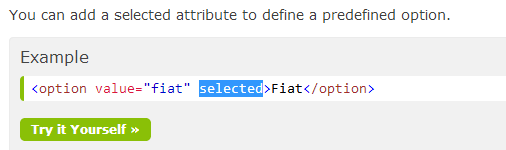 You can add a selected attribute to define a predefined option.
Example
<option value="fiat" selected>Fiat</option>
Try it Yourself »